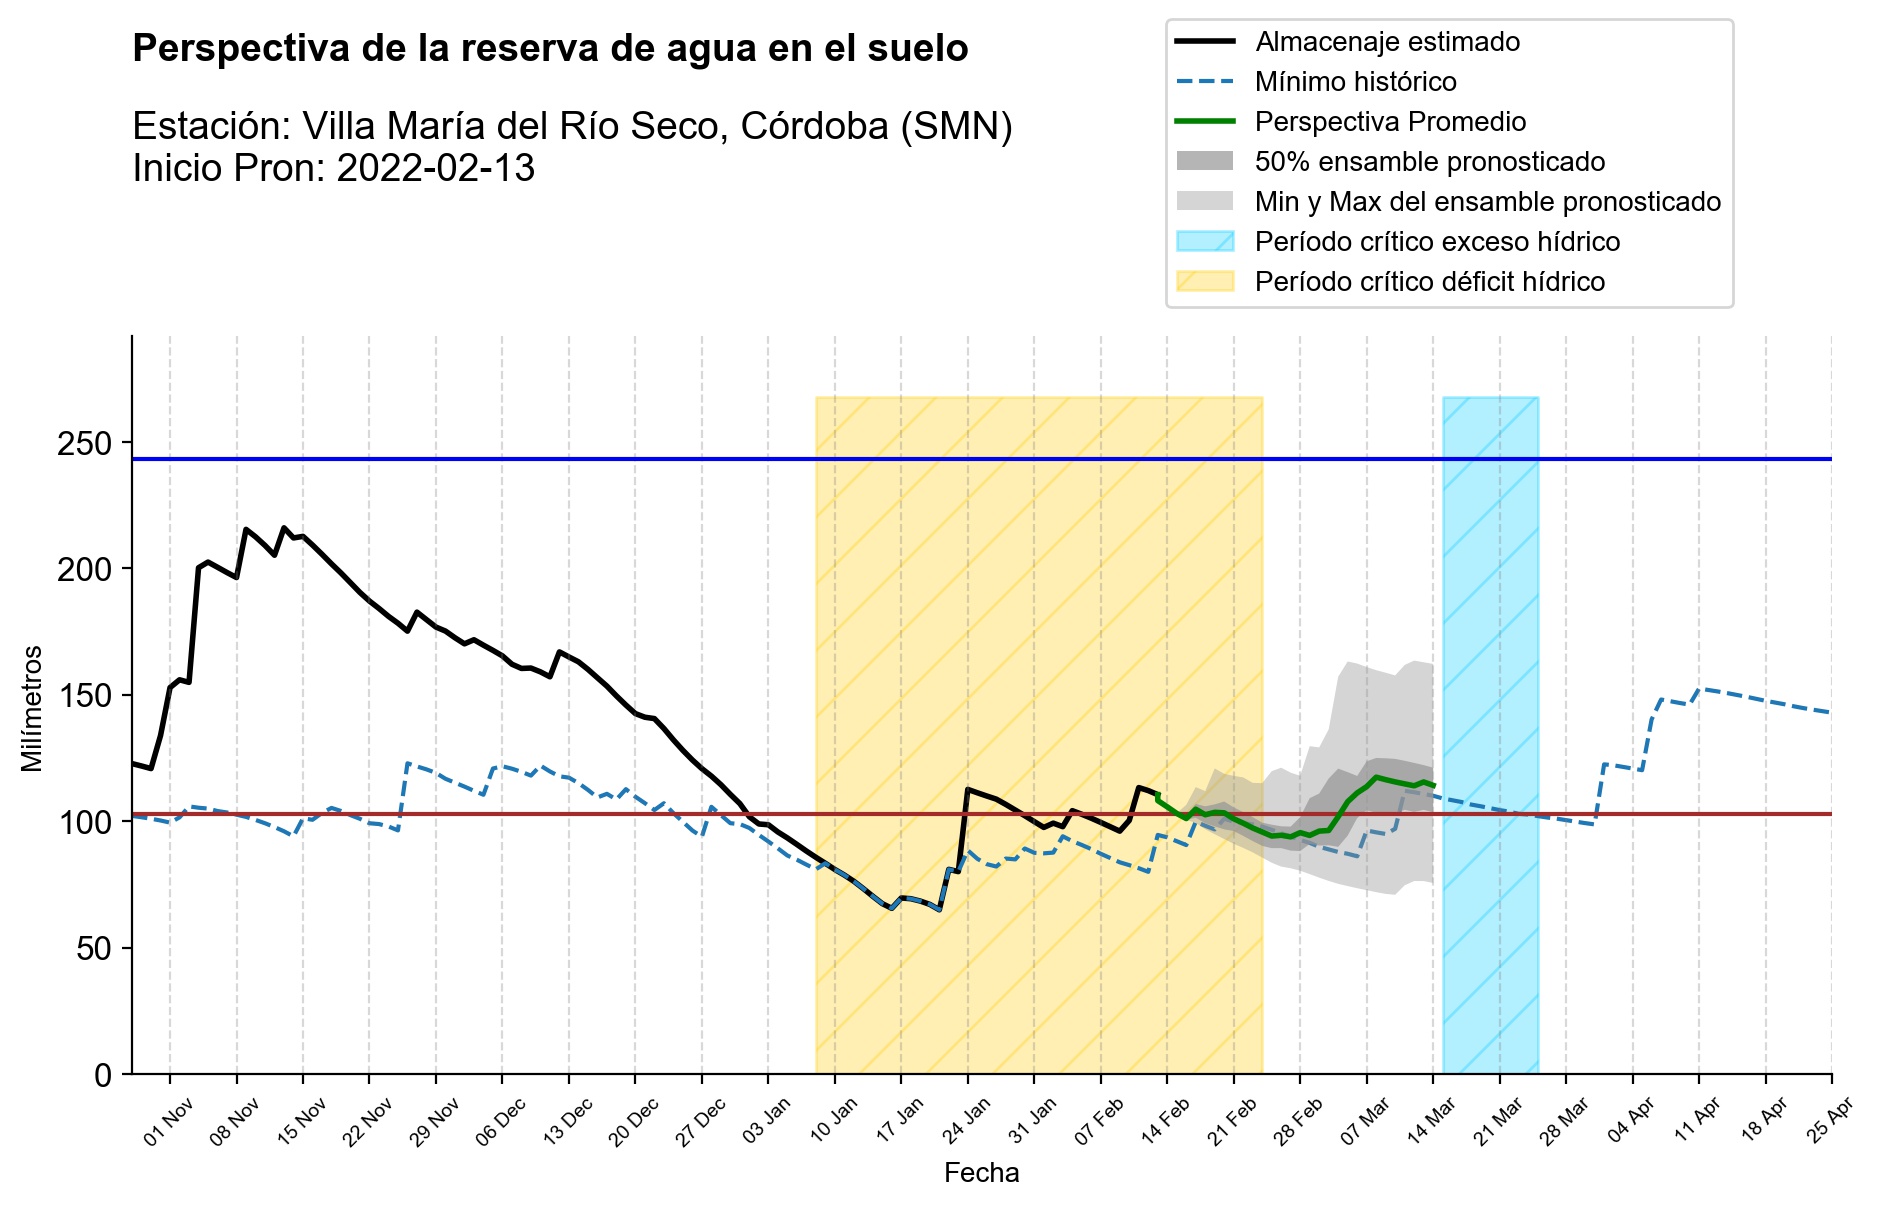 Perspectiva de la reserva de agua en el suelo
Estación: Villa María del Río Seco, Córdoba (SMN)
Inicio Pron: 2022-02-13
Almacenaje estimado
Mínimo histórico
Perspectiva Promedio
50% ensamble pronosticado
Min y Max del ensamble pronosticado
Período crítico exceso hídrico
Período crítico déficit hídrico
Milímetros
250
200
150
100
50
0
01 Nov
08 Nov
15 Nov
22 Nov
29 Nov
06 Dec
13 Dec
20 Dec
27 Dec
03 Jan
10 Jan
17 Jan
24 Jan
31 Jan
07 Feb
14 Feb
21 Feb
28 Feb
07 Mar
14 Mar
21 Mar
28 Mar
04 Apr
11 Apr
18 Apr
25 Apr
Fecha